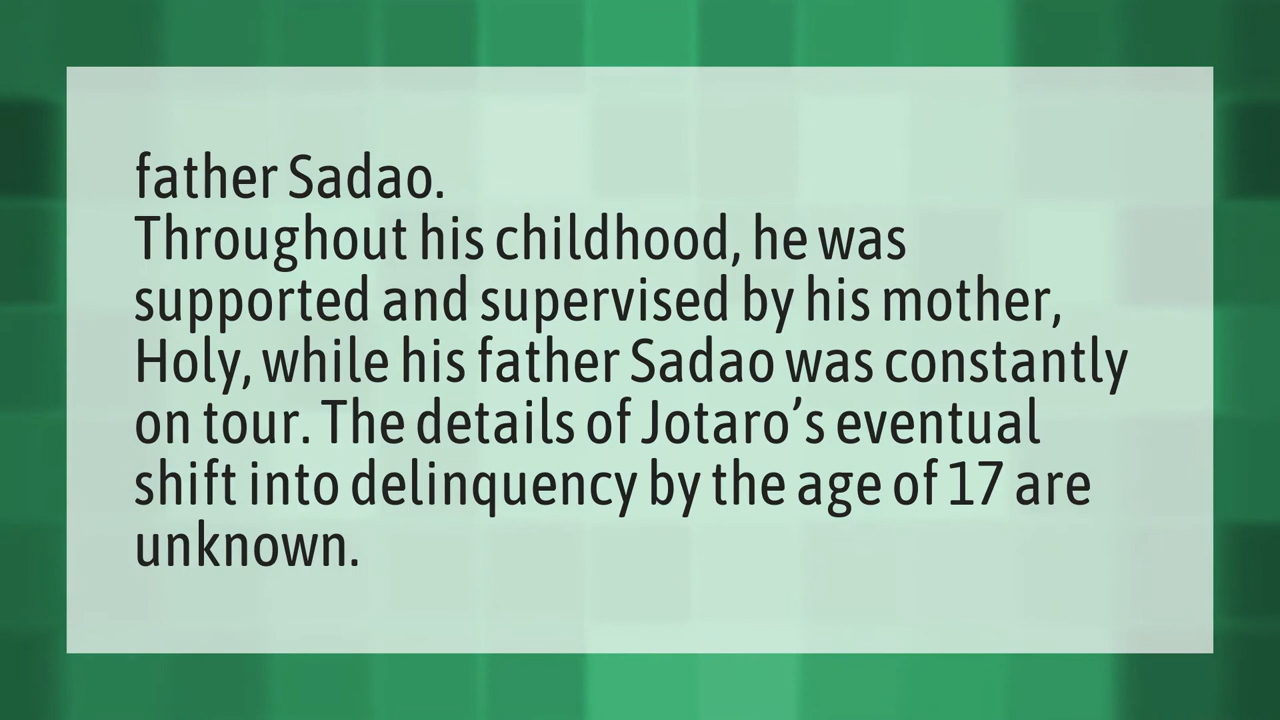 father Sadao.
Throughout his childhood, he was
supported and supervised by his mother,
Holy, while his father Sadao was constantly
on tour. The details of Jotaro’s eventual
shift into delinquency by the age of 17 are
unknown.